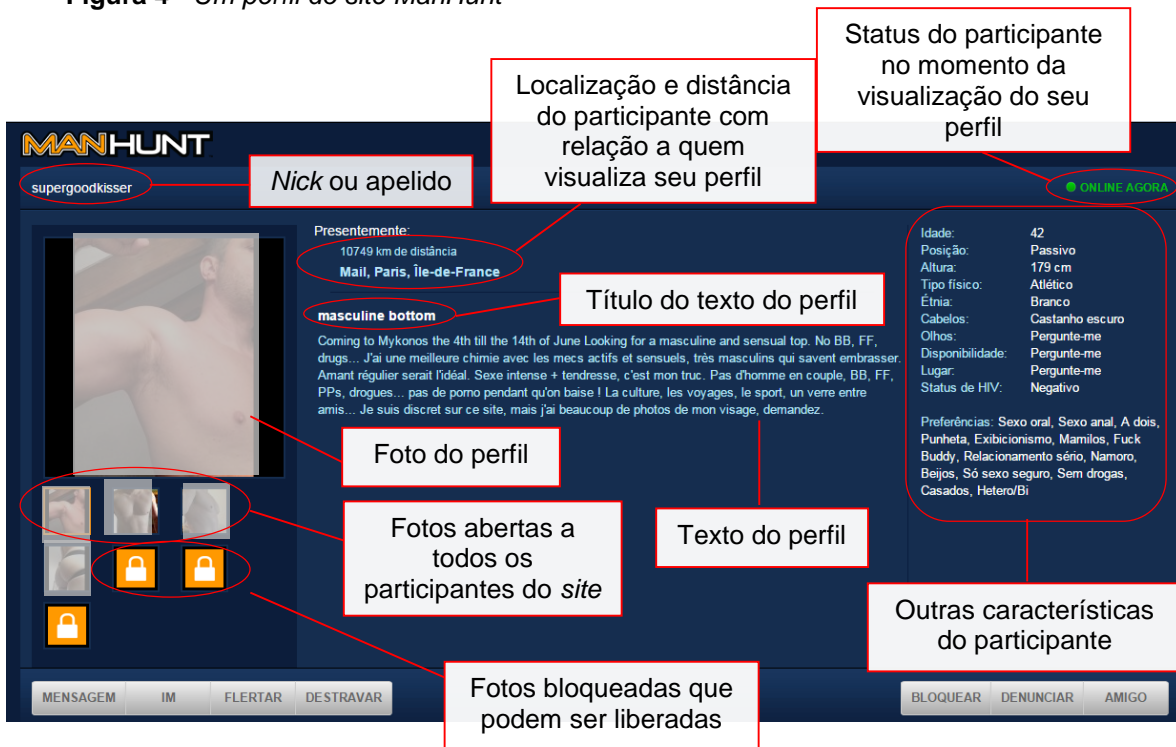 Figura 4 - Um perfil do site ManHunt
Status do participante
no momento da
visualização do seu
perfil
Localização e distância
do participante com
relação a quem
visualiza seu perfil
MANHUNT
supergoodkisser
Nick ou apelido
ONLINE AGORA
Presentemente:
10749 km de distância
Mail, Paris, Île-de-France
Título do texto do perfil
masculine bottom
Coming to Mykonos the 4th till the 14th of June Looking for a masculine and sensual top. No BB, FF,
drugs... J'ai une meilleure chimie avec les mecs actifs et sensuels, très masculins qui savent embrasser.
Amant régulier serait l'idéal. Sexe intense + tendresse, c'est mon truc. Pas d'homme en couple, BB, FF,
PPs, drogues... pas de porno pendant qu'on baise ! La culture, les voyages, le sport, un verre entre
amis... Je suis discret sur ce site, mais j'ai beaucoup de photos de mon visage, demandez.
Idade: 42
Posição: Passivo
Altura: 179 cm
Tipo físico: Atlético
Étnia: Branco
Cabelos: Castanho escuro
Olhos: Pergunte-me
Disponibilidade: Pergunte-me
Lugar: Pergunte-me
Status de HIV: Negativo
Preferências: Sexo oral, Sexo anal, A dois,
Punheta, Exibicionismo, Mamilos, Fuck
Buddy, Relacionamento sério, Namoro,
Beijos, Só sexo seguro, Sem drogas,
Casados, Hetero/Bi
Foto do perfil
Fotos abertas a
todos os
participantes do site
Texto do perfil
Outras características
do participante
Fotos bloqueadas que
podem ser liberadas
MENSAGEM IM FLERTAR DESTRAVAR
BLOQUEAR DENUNCIAR AMIGO